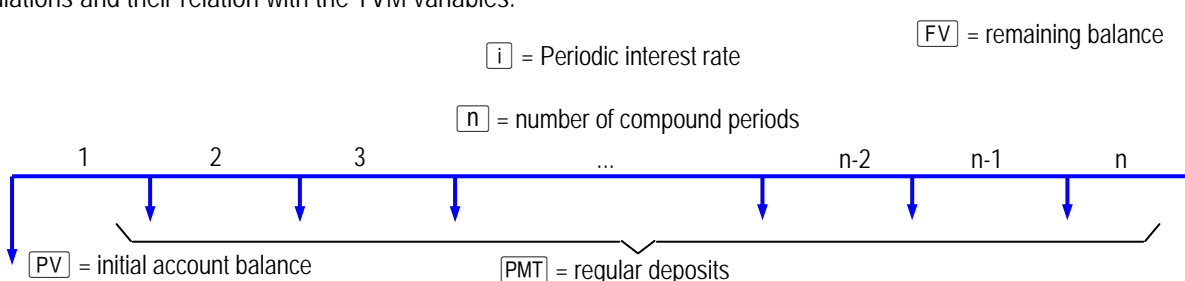 ulations and their relation with the TVM variables.
FV = remaining balance
i = Periodic interest rate
n = number of compound periods
1 2 3 ... n-2 n-1 n
PV = initial account balance
PMT = regular deposits